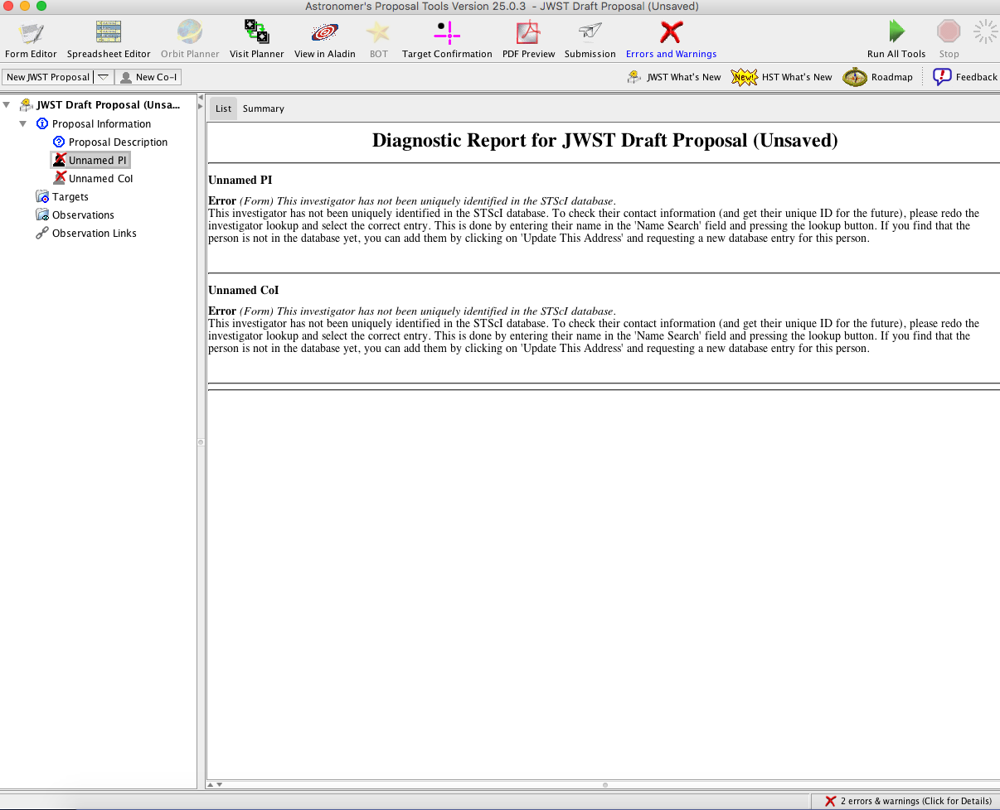 Astronomer's Proposal Tools Version 25.0.3 - JWST Draft Proposal (Unsaved)
Form Editor Spreadsheet Editor Orbit Planner Visit Planner View in Aladin BOT Target Confirmation PDF Preview Submission Errors and Warnings Run All Tools Stop
New JWST Proposal New Co-I JWST What's New New! HST What's New Roadmap Feedback
JWST Draft Proposal (Unsa...
Proposal Information
Proposal Description
Unnamed PI
Unnamed CoI
Targets
Observations
Observation Links
List Summary
Diagnostic Report for JWST Draft Proposal (Unsaved)
Unnamed PI
Error (Form) This investigator has not been uniquely identified in the STScI database.
This investigator has not been uniquely identified in the STScI database. To check their contact information (and get their unique ID for the future), please redo the
investigator lookup and select the correct entry. This is done by entering their name in the 'Name Search' field and pressing the lookup button. If you find that the
person is not in the database yet, you can add them by clicking on 'Update This Address' and requesting a new database entry for this person.
Unnamed CoI
Error (Form) This investigator has not been uniquely identified in the STScI database.
This investigator has not been uniquely identified in the STScI database. To check their contact information (and get their unique ID for the future), please redo the
investigator lookup and select the correct entry. This is done by entering their name in the 'Name Search' field and pressing the lookup button. If you find that the
person is not in the database yet, you can add them by clicking on 'Update This Address' and requesting a new database entry for this person.
2 errors & warnings (Click for Details)